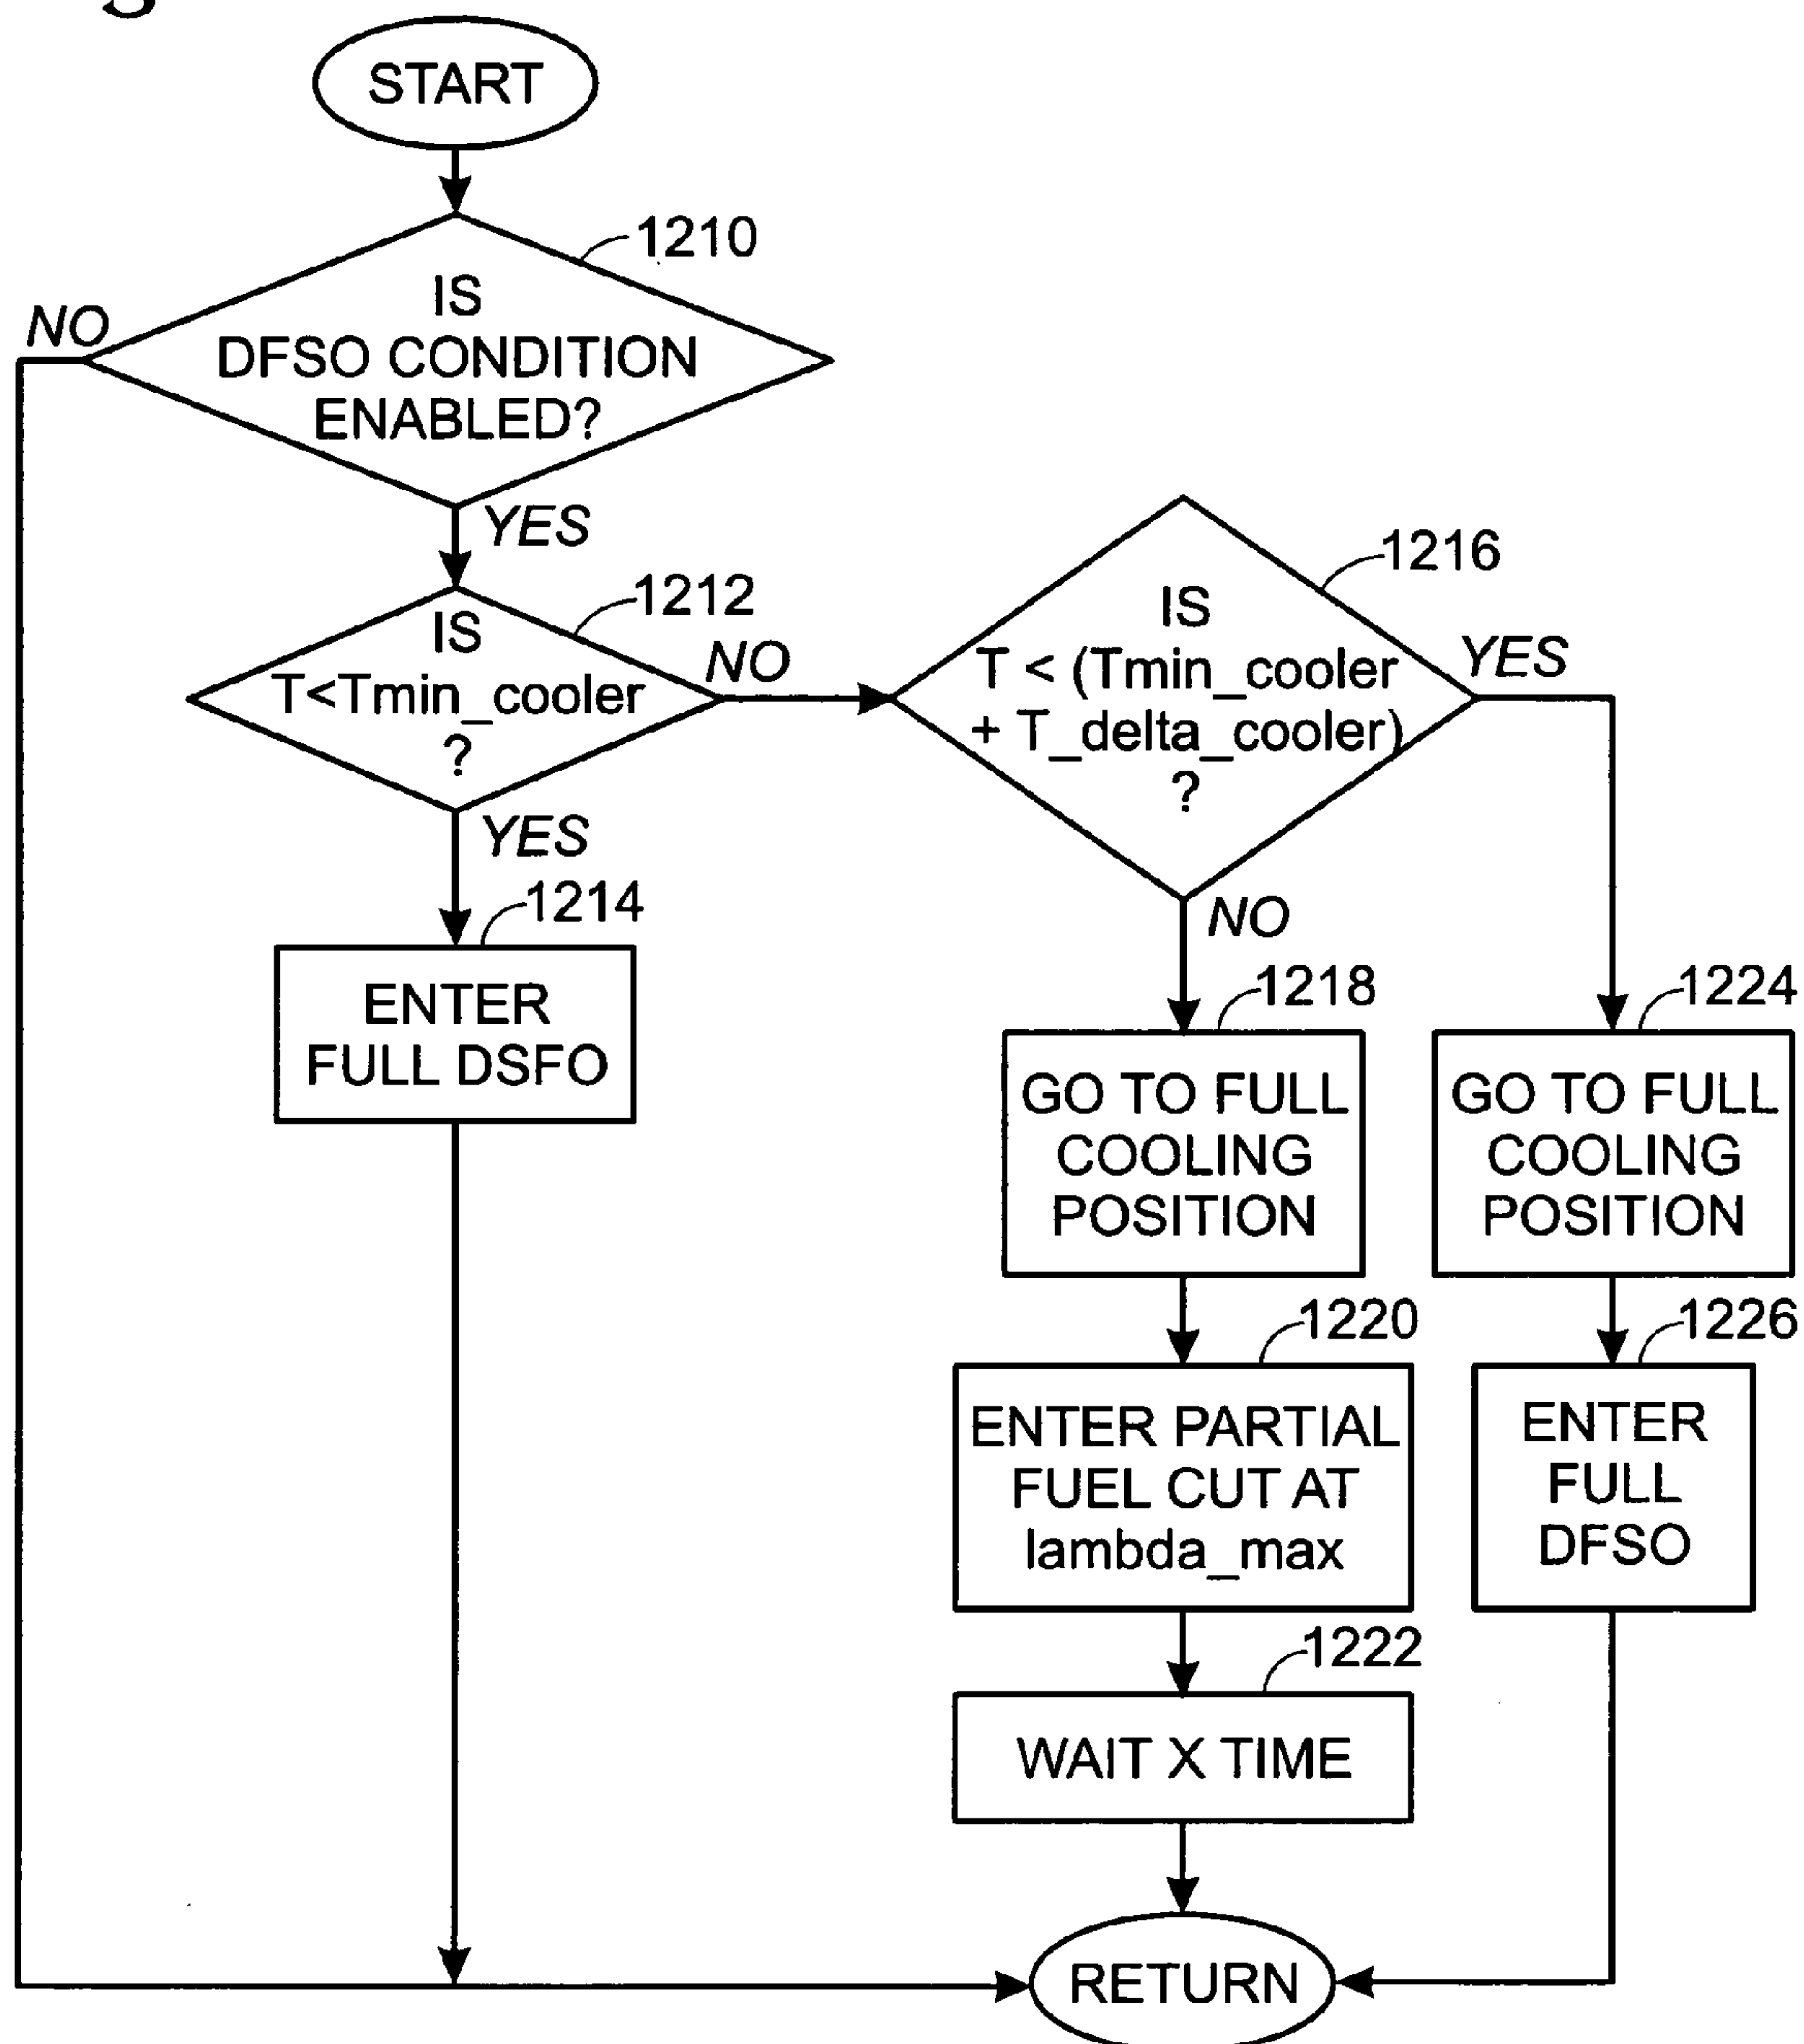 START
1210
IS
DFSO CONDITION
ENABLED?
NO
YES
1212
IS
T<Tmin_cooler
?
NO
YES
1214
ENTER
FULL DSFO
1216
IS
T < (Tmin_cooler
+ T_delta_cooler)
?
YES
NO
1218
GO TO FULL
COOLING
POSITION
1220
ENTER PARTIAL
FUEL CUT AT
lambda_max
1222
WAIT X TIME
1224
GO TO FULL
COOLING
POSITION
1226
ENTER
FULL
DFSO
RETURN